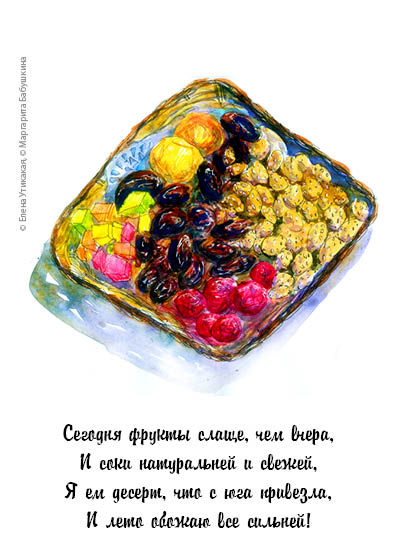 © Елена Утикакая, © Маргарита Бабушкина
Сегодня фрукты слаще, чем вчера,
И соки натуральней и свежей,
Я ем десерт, что с юга привезла,
И лето обожаю все сильней!